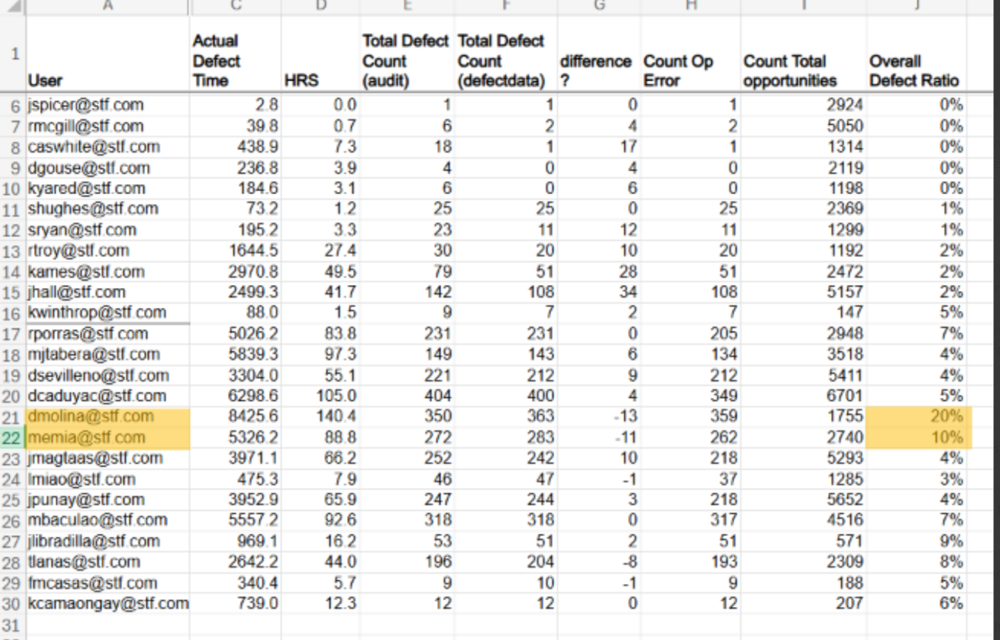 A C D E F G H I J
1 User Actual Defect Time HRS Total Defect Count (audit) Total Defect Count (defectdata) difference ? Count Op Error Count Total opportunities Overall Defect Ratio
6 jspicer@stf.com 2.8 0.0 1 1 0 1 2924 0%
7 rmcgill@stf.com 39.8 0.7 6 2 4 2 5050 0%
8 caswhite@stf.com 438.9 7.3 18 1 17 1 1314 0%
9 dgouse@stf.com 236.8 3.9 4 0 4 0 2119 0%
10 kyared@stf.com 184.6 3.1 6 0 6 0 1198 0%
11 shughes@stf.com 73.2 1.2 25 25 0 25 2369 1%
12 sryan@stf.com 195.2 3.3 23 11 12 11 1299 1%
13 rtroy@stf.com 1644.5 27.4 30 20 10 20 1192 2%
14 kames@stf.com 2970.8 49.5 79 51 28 51 2472 2%
15 jhall@stf.com 2499.3 41.7 142 108 34 108 5157 2%
16 kwinthrop@stf.com 88.0 1.5 9 7 2 7 147 5%
17 rporras@stf.com 5026.2 83.8 231 231 0 205 2948 7%
18 mjtabera@stf.com 5839.3 97.3 149 143 6 134 3518 4%
19 dsevilleno@stf.com 3304.0 55.1 221 212 9 212 5411 4%
20 dcaduyac@stf.com 6298.6 105.0 404 400 4 349 6701 5%
21 dmolina@stf.com 8425.6 140.4 350 363 -13 359 1755 20%
22 memia@stf.com 5326.2 88.8 272 283 -11 262 2740 10%
23 jmagtaas@stf.com 3971.1 66.2 252 242 10 218 5293 4%
24 lmiao@stf.com 475.3 7.9 46 47 -1 37 1285 3%
25 jpunay@stf.com 3952.9 65.9 247 244 3 218 5652 4%
26 mbaculao@stf.com 5557.2 92.6 318 318 0 317 4516 7%
27 jlibradilla@stf.com 969.1 16.2 53 51 2 51 571 9%
28 tlanas@stf.com 2642.2 44.0 196 204 -8 193 2309 8%
29 fmcasas@stf.com 340.4 5.7 9 10 -1 9 188 5%
30 kcamaongay@stf.com 739.0 12.3 12 12 0 12 207 6%
31